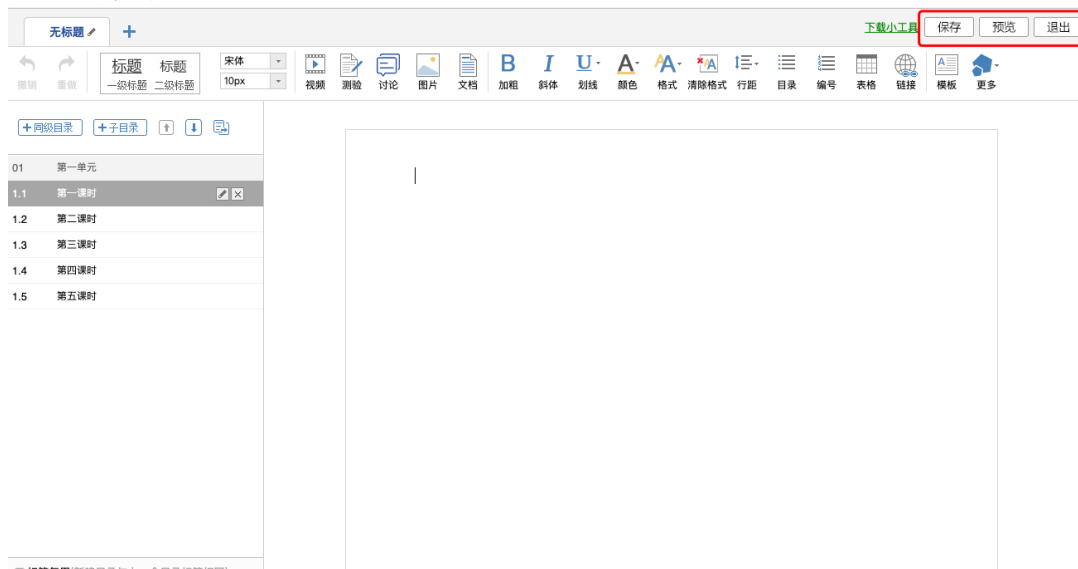 无标题 + 下载小工具 保存 预览 退出
标题 标题 宋体
撤销 重做 一级标题 二级标题 10px 视频 测验 讨论 图片 文档 B 加粗 I 斜体 U 划线 A 颜色 AA 格式 清除格式 行距 目录 编号 表格 链接 模板 更多
+同级目录 +子目录
01 第一单元
1.1 第一课时
1.2 第二课时
1.3 第三课时
1.4 第四课时
1.5 第五课时